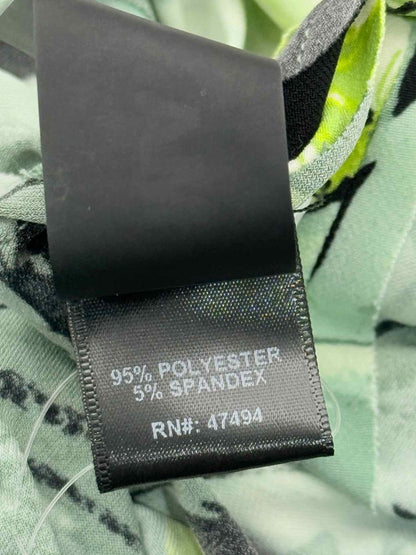 95% POLYESTER
5% SPANDEX
RN#: 47494